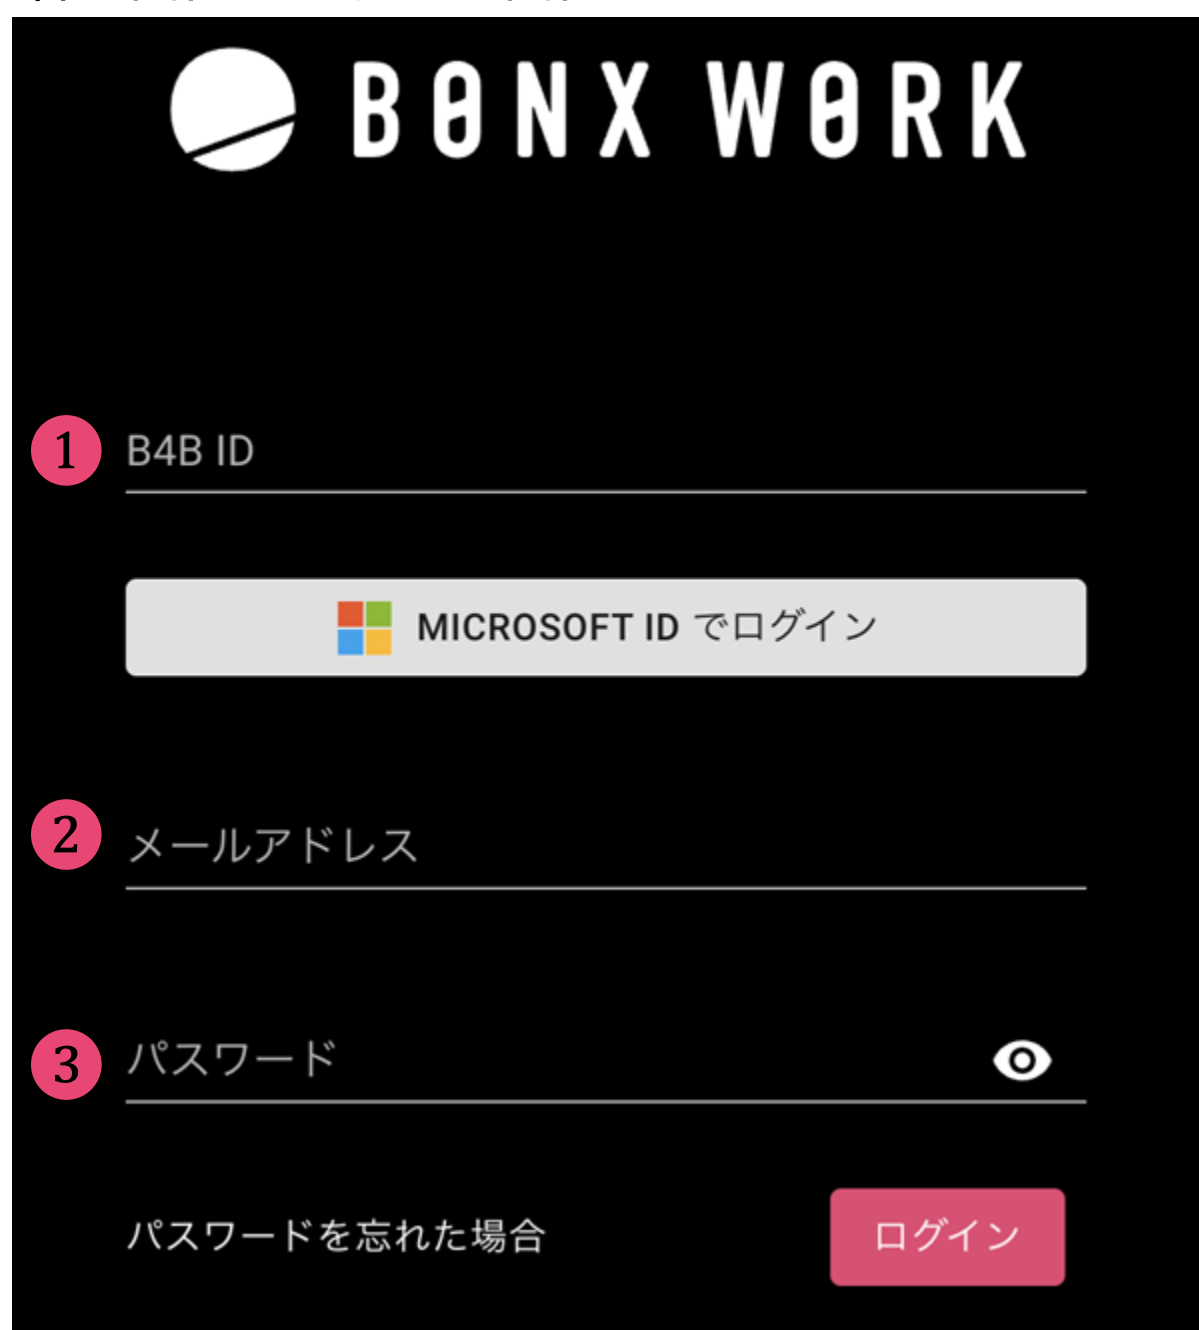 BONX WORK
1 B4B ID
MICROSOFT ID でログイン
2 メールアドレス
3 パスワード
パスワードを忘れた場合 ログイン